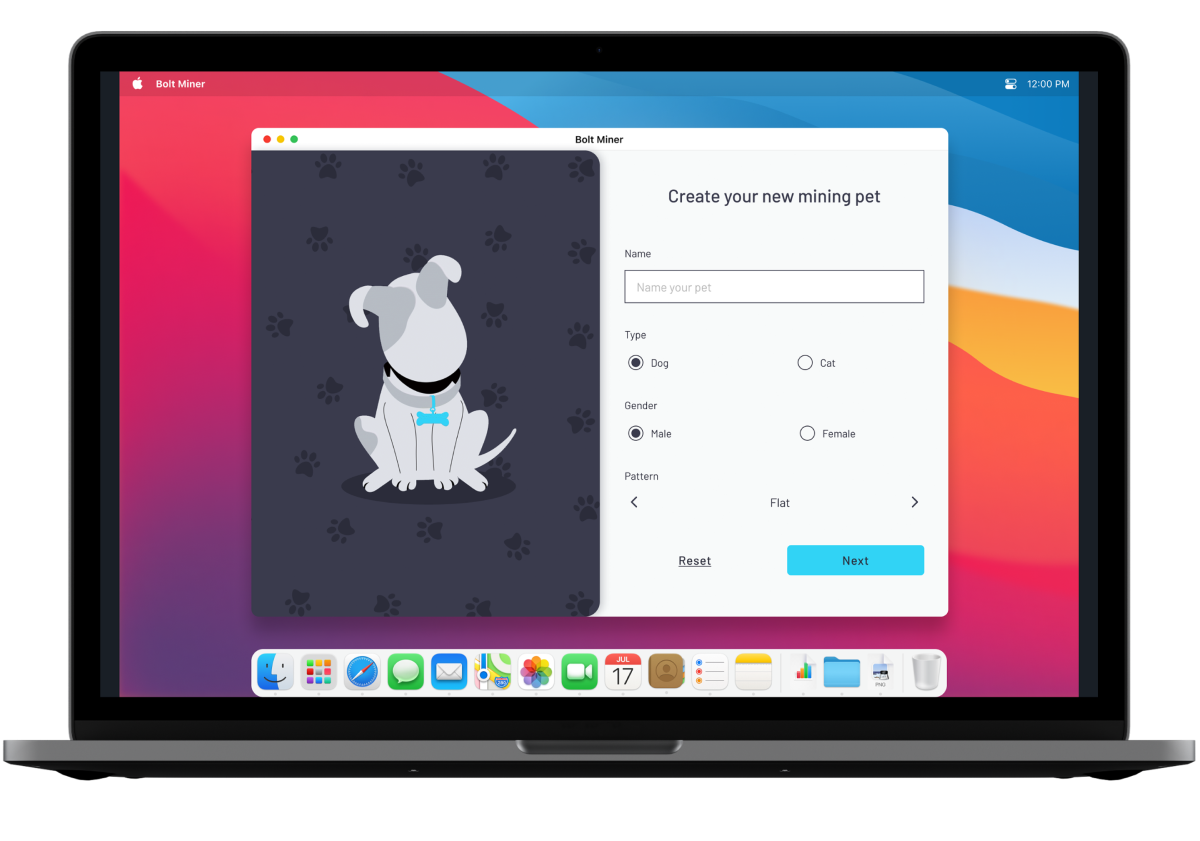 Bolt Miner
12:00 PM
Bolt Miner
Create your new mining pet
Name
Name your pet
Type
Dog
Cat
Gender
Male
Female
Pattern
Flat
Reset
Next
JUL
17
280
PNG